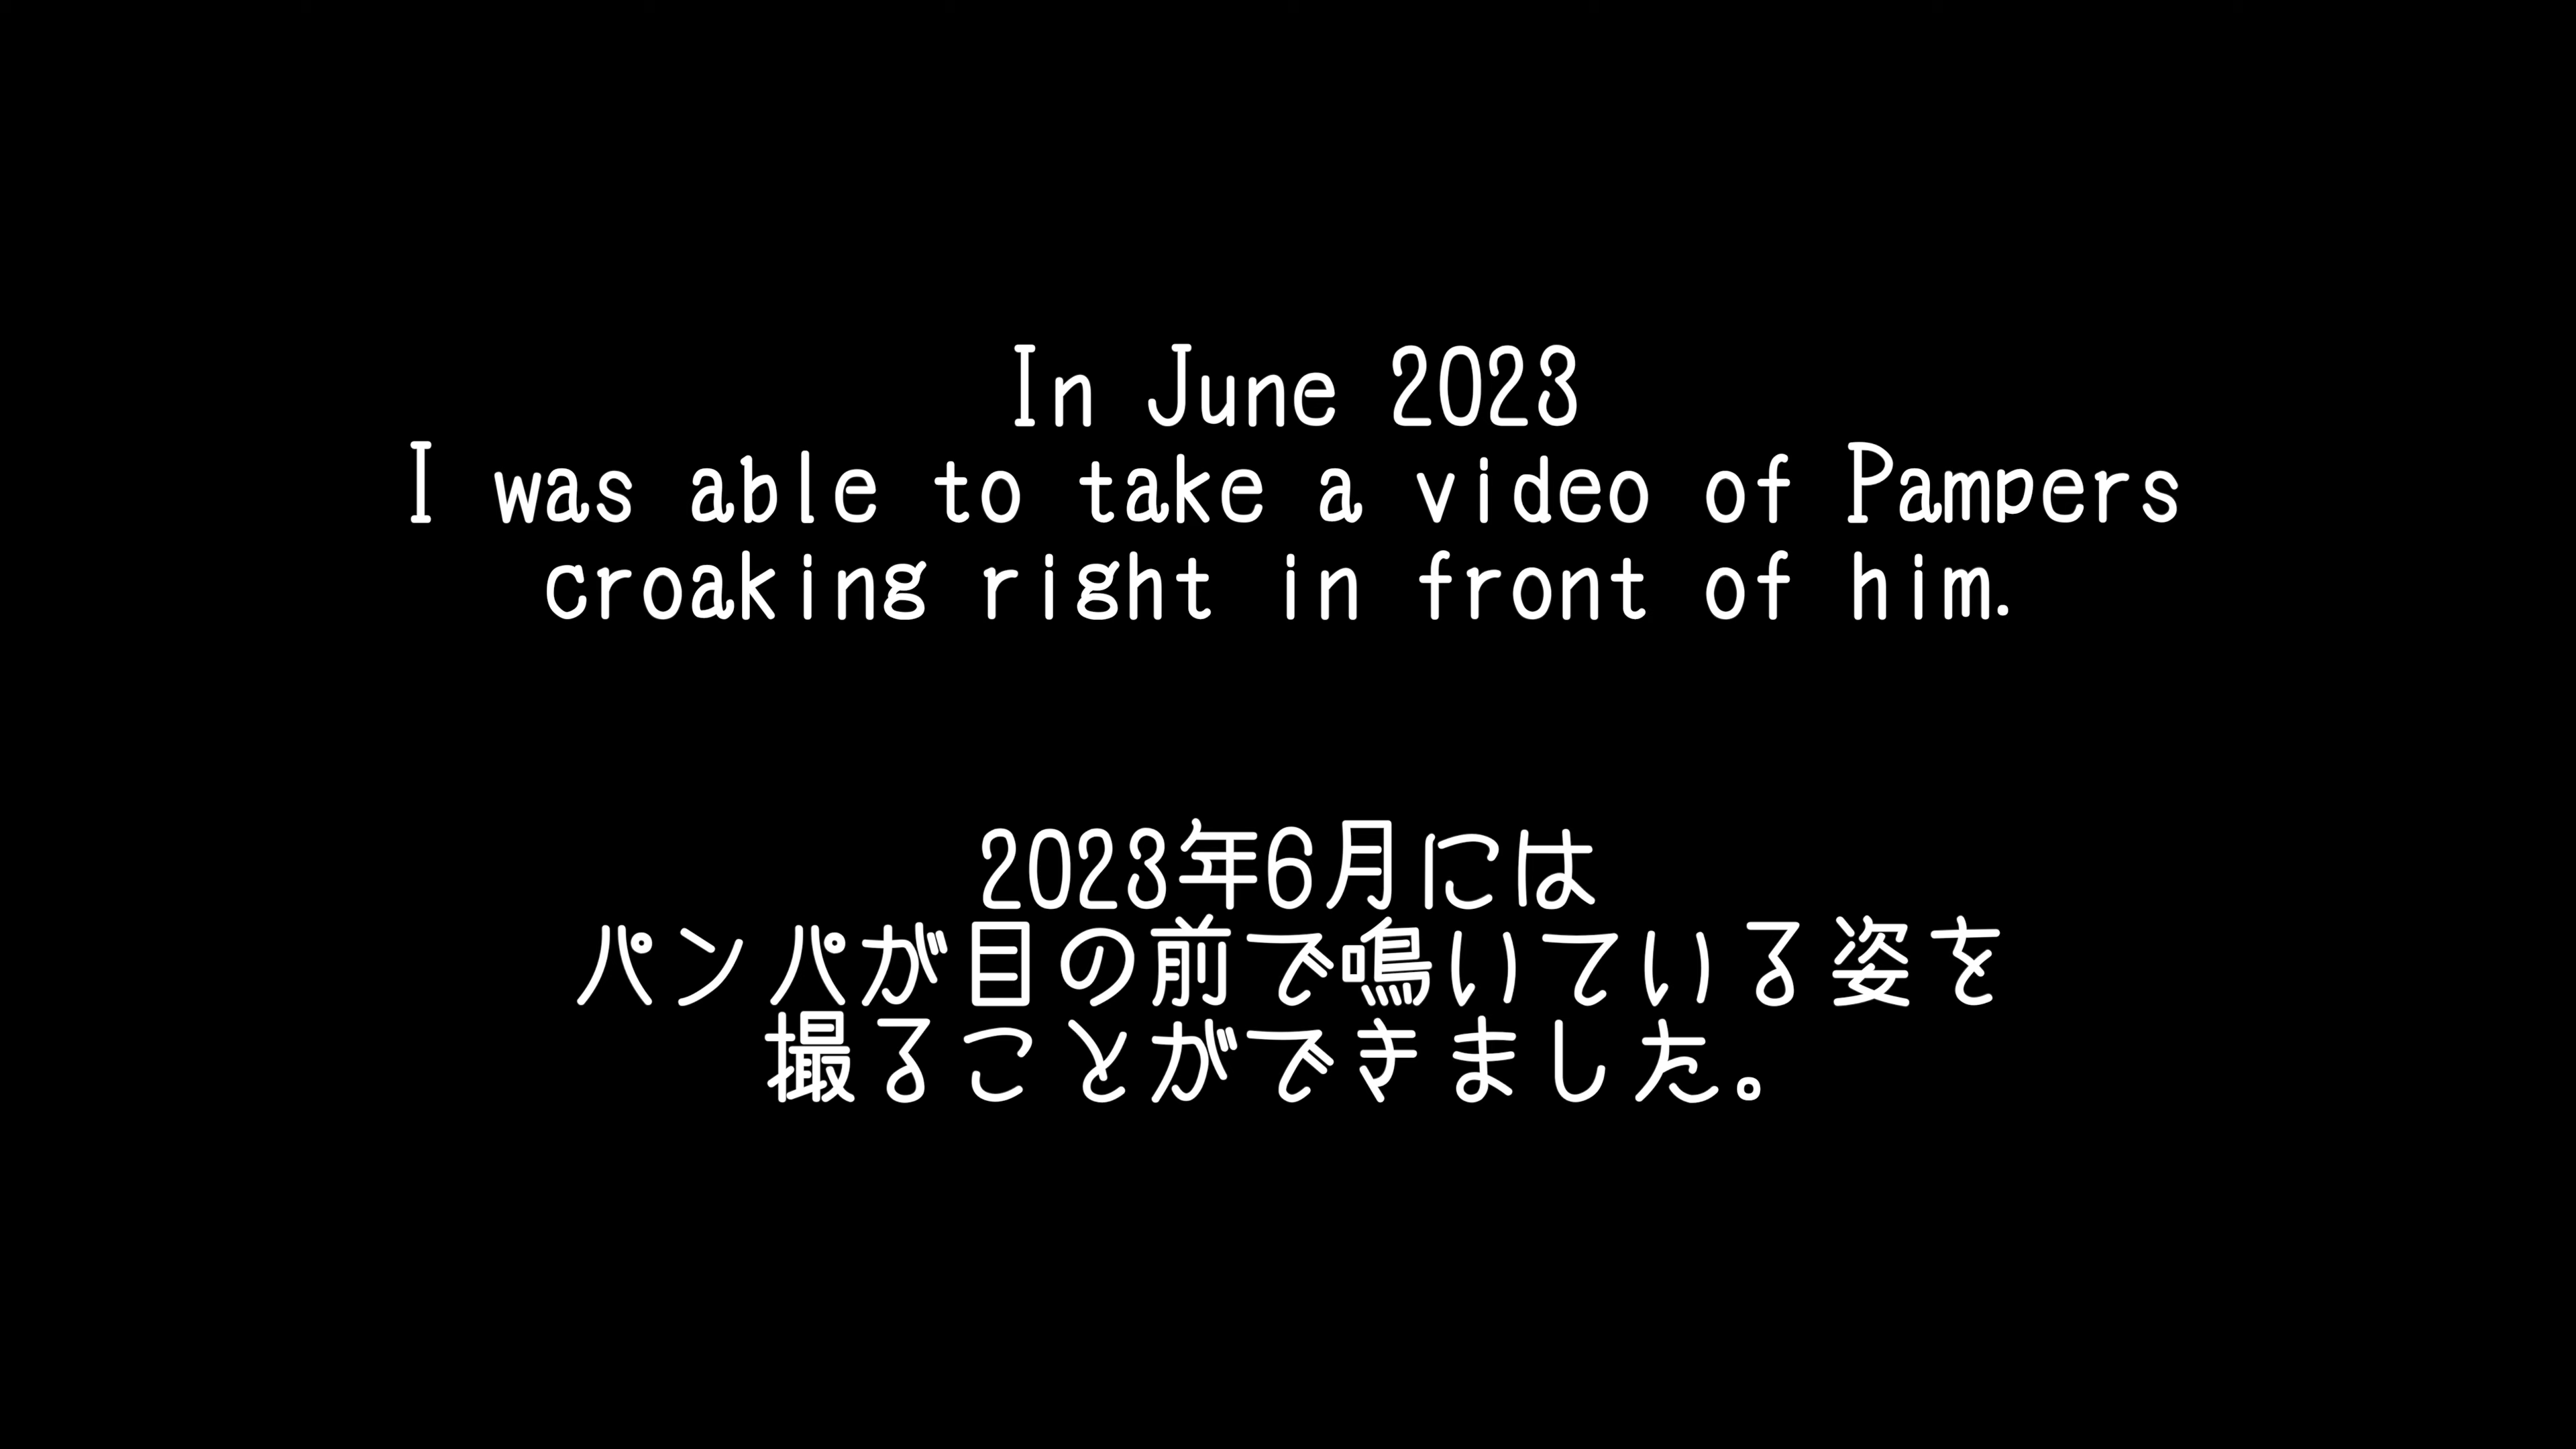 In June 2023
I was able to take a video of Pampers
croaking right in front of him.
2023年6月には
パンパが目の前で鳴いている姿を
撮ることができました。